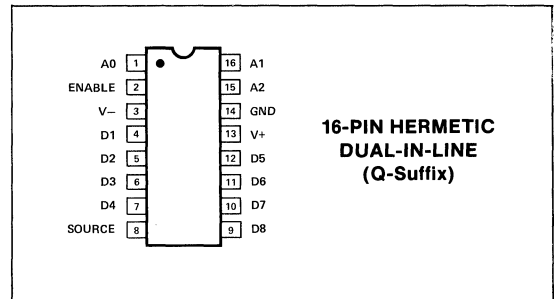 A0 1 16 A1
ENABLE 2 15 A2
V− 3 14 GND
D1 4 13 V+
D2 5 12 D5
D3 6 11 D6
D4 7 10 D7
SOURCE 8 9 D8
16-PIN HERMETIC
DUAL-IN-LINE
(Q-Suffix)